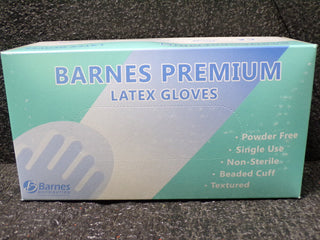 BARNES PREMIUM
LATEX GLOVES
· Powder Free
· Single Use
· Non-Sterile
· Beaded Cuff
· Textured
Barnes